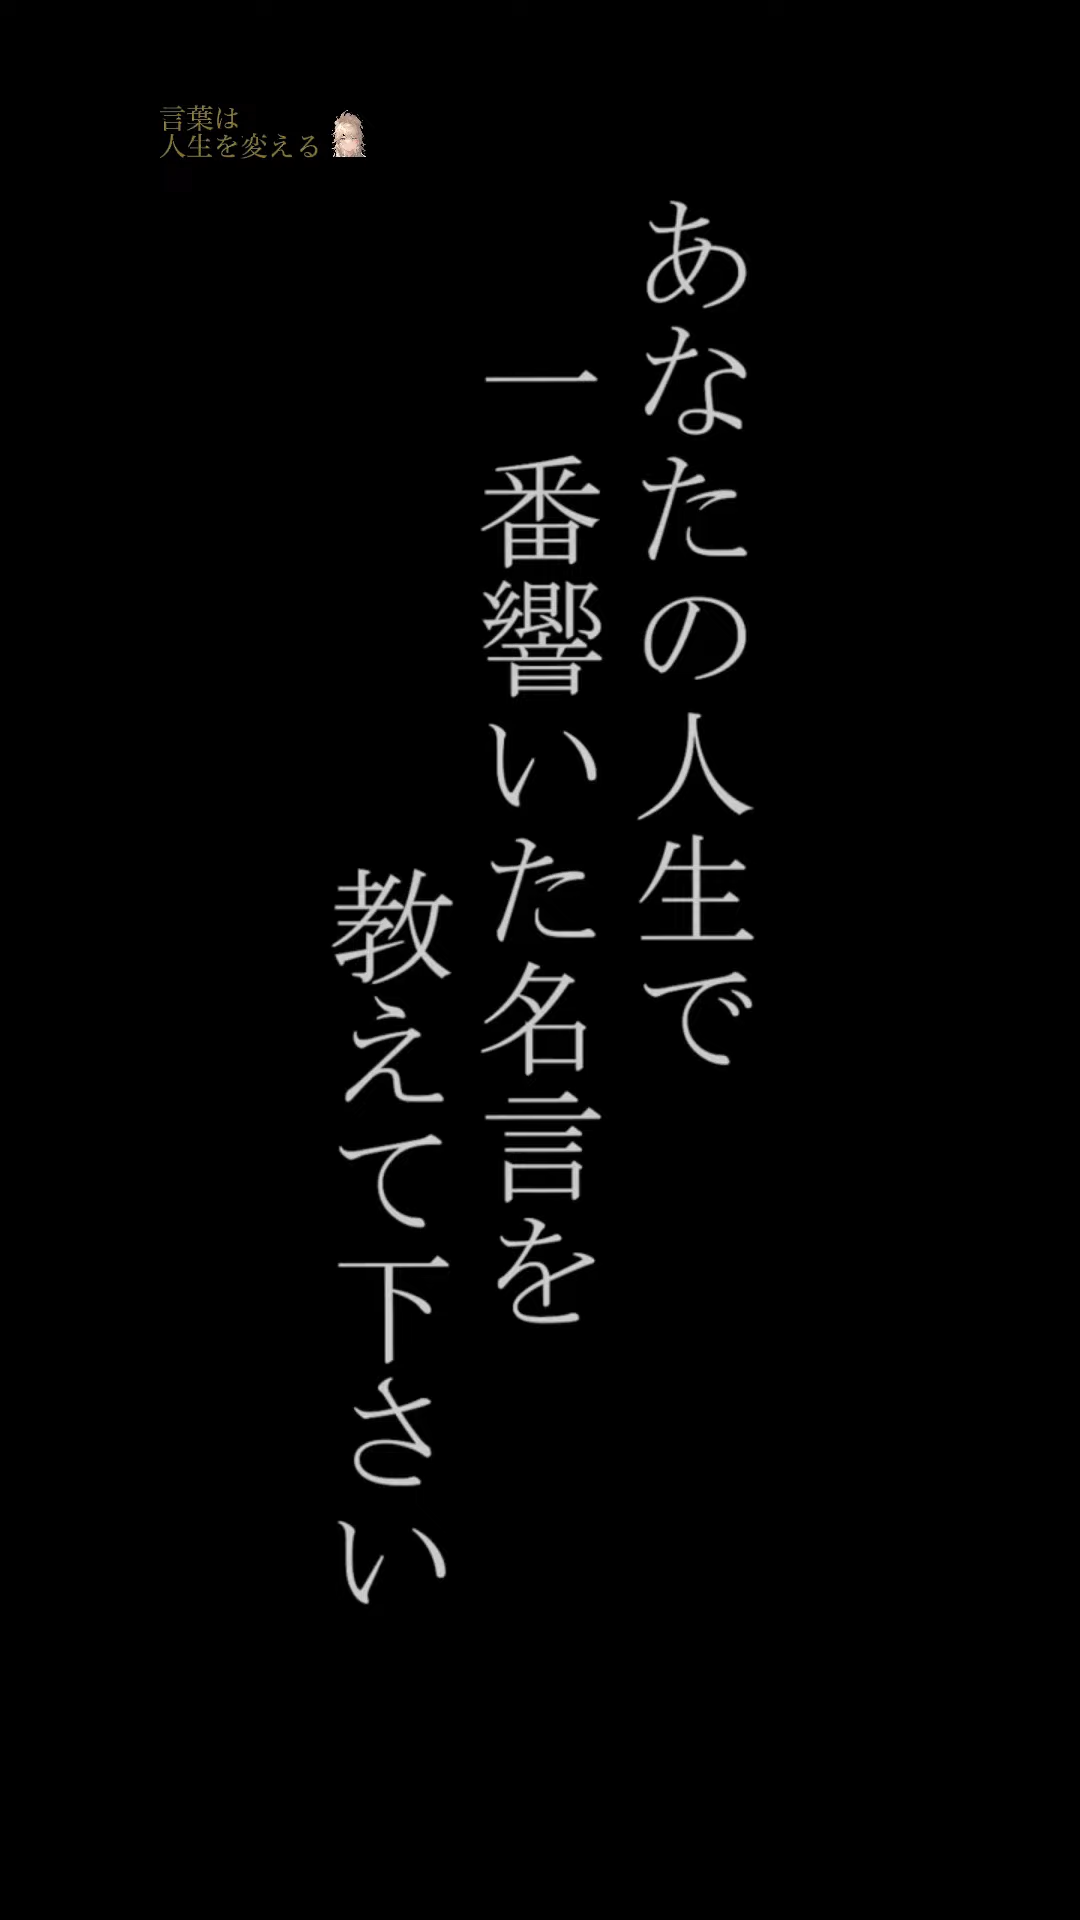 言葉は
人生を変える
あなたの人生で
一番響いた名言を
教えて下さい